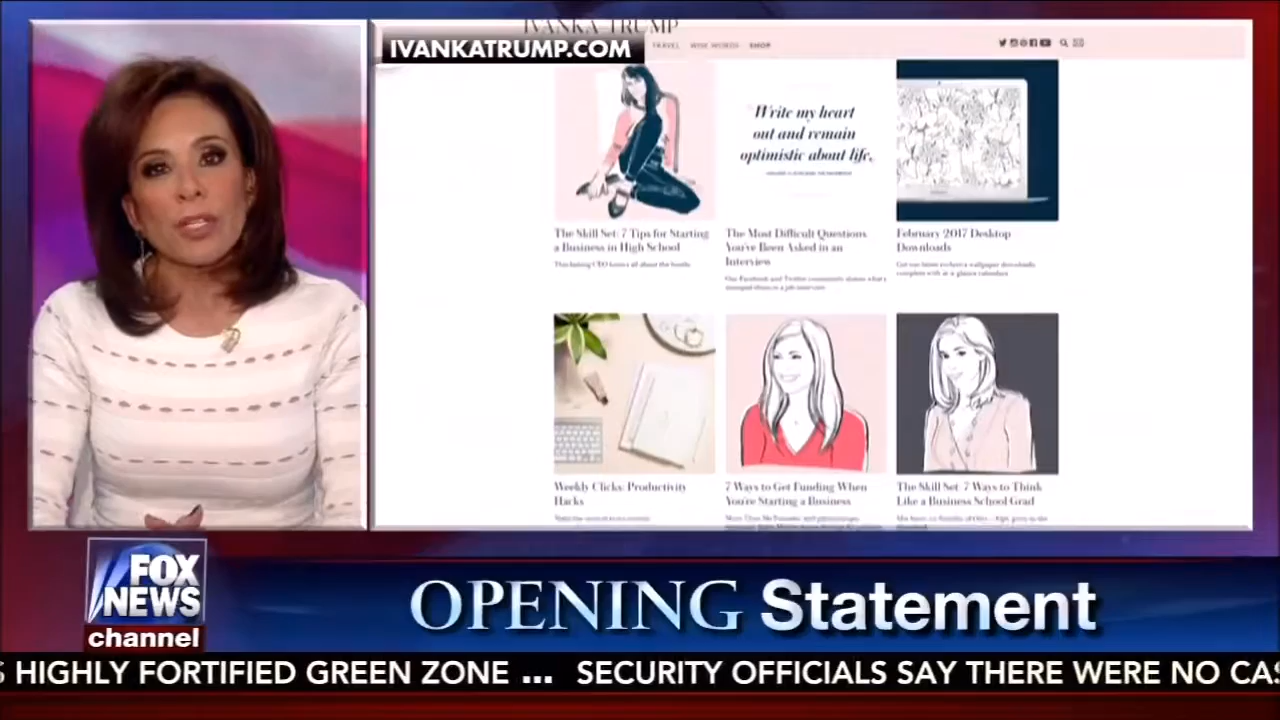 IVANKA TRUMP
IVANKATRUMP.COM
TRAVEL WISE WORDS SHOP
Write my heart
out and remain
optimistic about life.
The Skill Set: 7 Tips for Starting
a Business in High School
The Most Difficult Questions
You've Been Asked in an
Interview
February 2017 Desktop
Downloads
Weekly Clicks: Productivity
Hacks
7 Ways to Get Funding When
You're Starting a Business
The Skill Set: 7 Ways to Think
Like a Business School Grad
FOX
NEWS
channel
OPENING Statement
S HIGHLY FORTIFIED GREEN ZONE ... SECURITY OFFICIALS SAY THERE WERE NO CAS